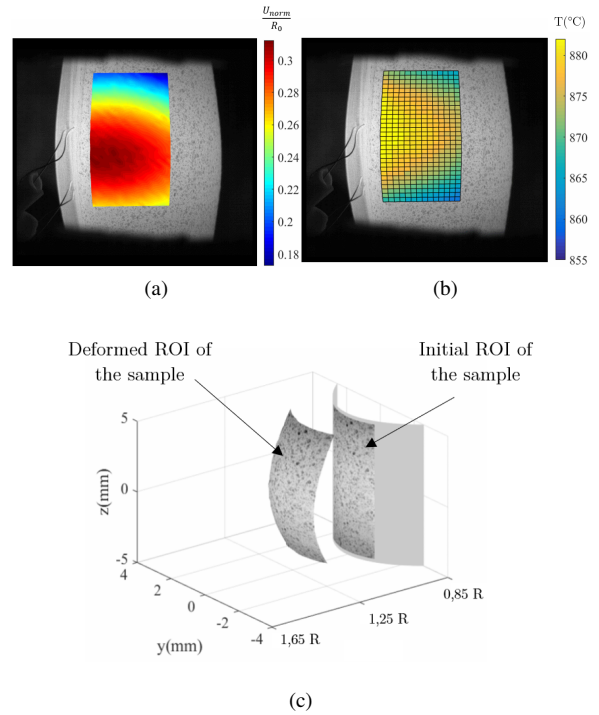 U_norm
R_0
0.3
0.28
0.26
0.24
0.22
0.2
0.18
(a)
T(°C)
880
875
870
865
860
855
(b)
Deformed ROI of
the sample
Initial ROI of
the sample
5
0
-5
z(mm)
4
2
0
-2
-4
y(mm)
1,65 R
1,25 R
0,85 R
(c)